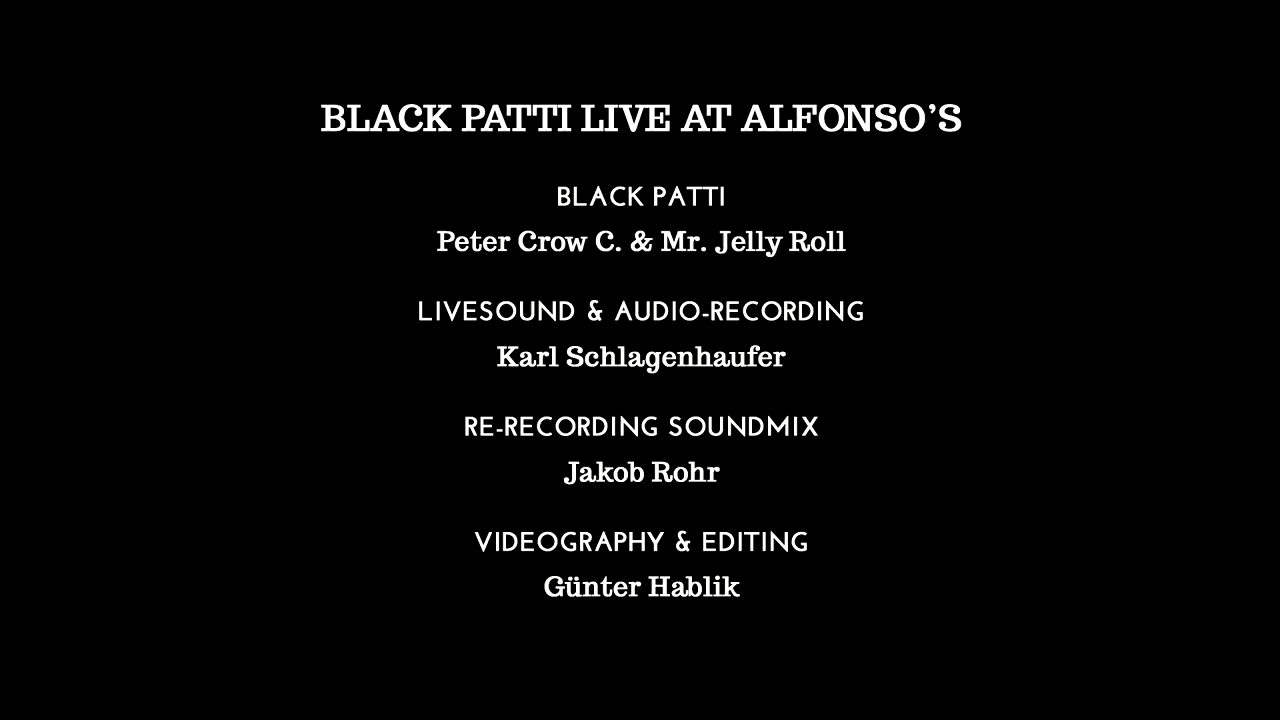 BLACK PATTI LIVE AT ALFONSO’S
BLACK PATTI
Peter Crow C. & Mr. Jelly Roll
LIVESOUND & AUDIO-RECORDING
Karl Schlagenhaufer
RE-RECORDING SOUNDMIX
Jakob Rohr
VIDEOGRAPHY & EDITING
Günter Hablik